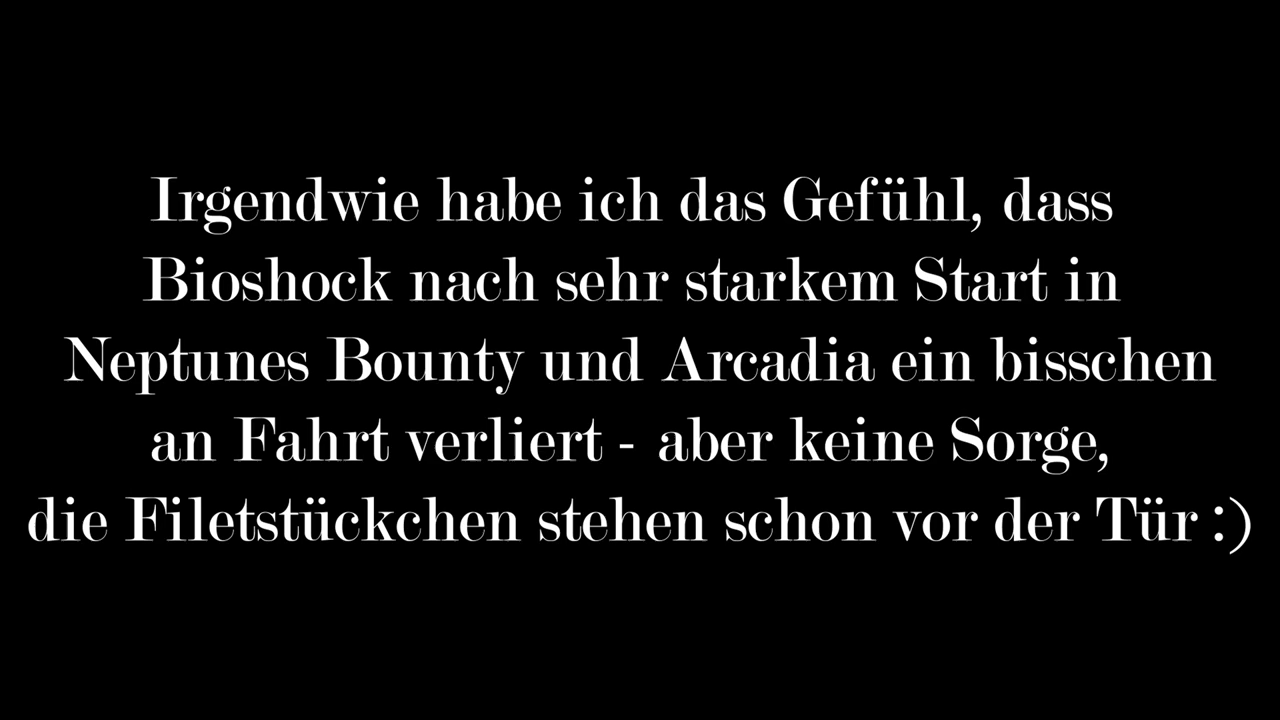 Irgendwie habe ich das Gefühl, dass
Bioshock nach sehr starkem Start in
Neptunes Bounty und Arcadia ein bisschen
an Fahrt verliert - aber keine Sorge,
die Filetstückchen stehen schon vor der Tür :)